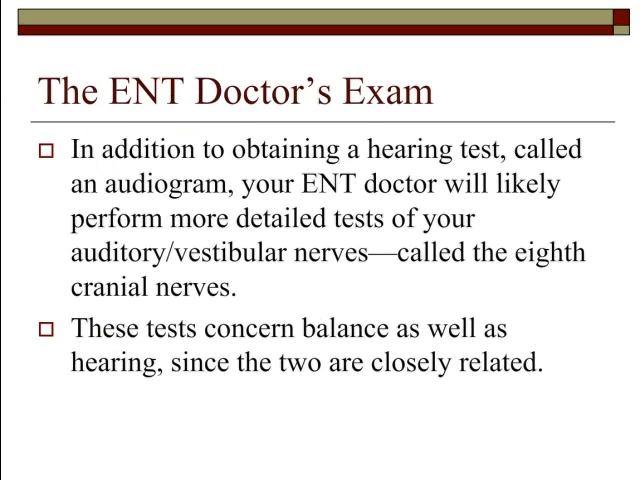 The ENT Doctor’s Exam
In addition to obtaining a hearing test, called
an audiogram, your ENT doctor will likely
perform more detailed tests of your
auditory/vestibular nerves—called the eighth
cranial nerves.
These tests concern balance as well as
hearing, since the two are closely related.